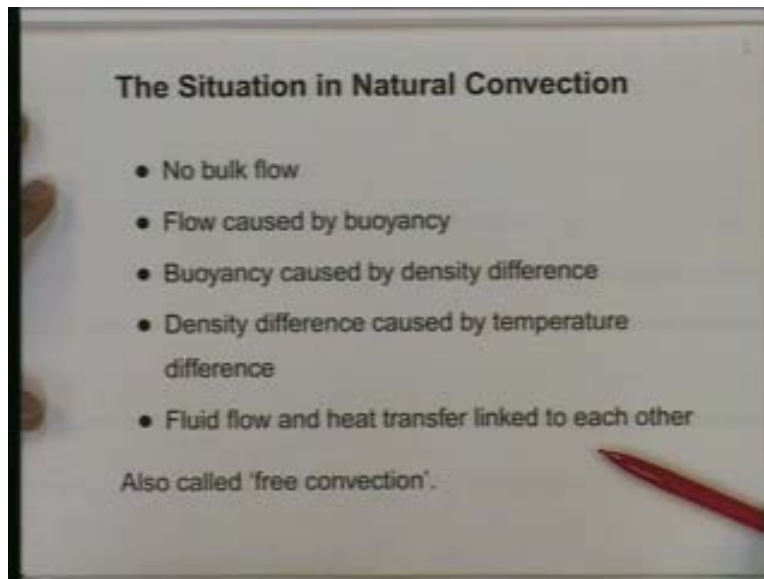 The Situation in Natural Convection
● No bulk flow
● Flow caused by buoyancy
● Buoyancy caused by density difference
● Density difference caused by temperature
difference
● Fluid flow and heat transfer linked to each other
Also called 'free convection'.